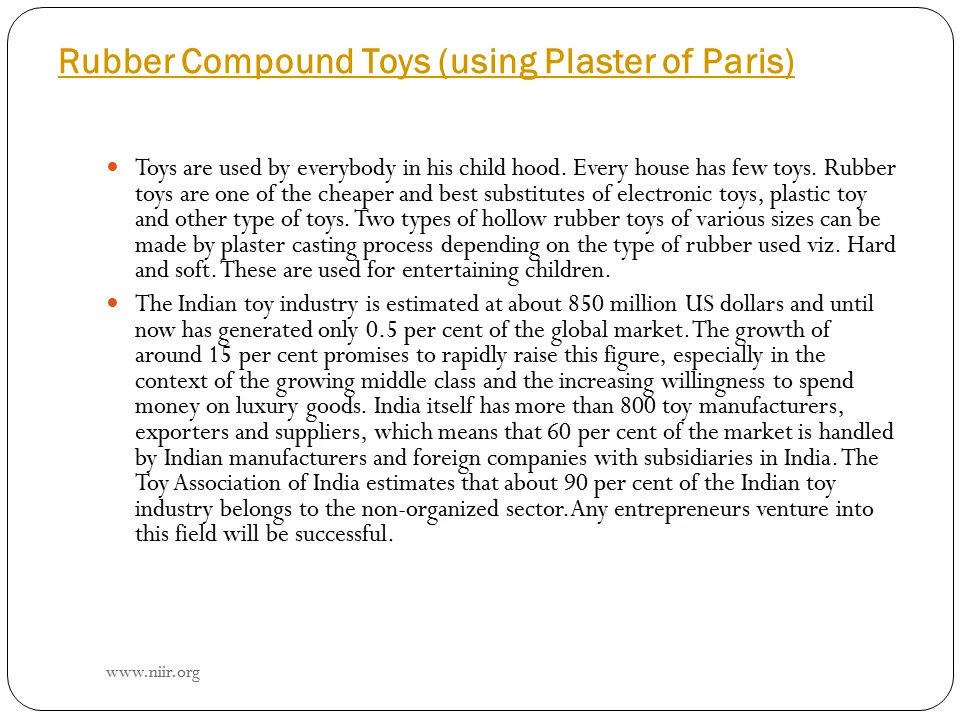 Rubber Compound Toys (using Plaster of Paris)
Toys are used by everybody in his child hood. Every house has few toys. Rubber
toys are one of the cheaper and best substitutes of electronic toys, plastic toy
and other type of toys. Two types of hollow rubber toys of various sizes can be
made by plaster casting process depending on the type of rubber used viz. Hard
and soft. These are used for entertaining children.
The Indian toy industry is estimated at about 850 million US dollars and until
now has generated only 0.5 per cent of the global market. The growth of
around 15 per cent promises to rapidly raise this figure, especially in the
context of the growing middle class and the increasing willingness to spend
money on luxury goods. India itself has more than 800 toy manufacturers,
exporters and suppliers, which means that 60 per cent of the market is handled
by Indian manufacturers and foreign companies with subsidiaries in India. The
Toy Association of India estimates that about 90 per cent of the Indian toy
industry belongs to the non-organized sector. Any entrepreneurs venture into
this field will be successful.
www.niir.org